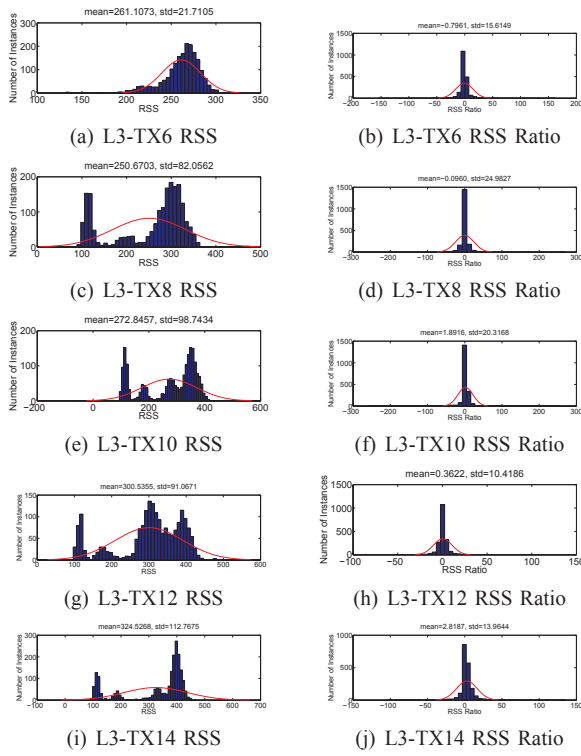 mean=261.1073, std=21.7105
Number of Instances
300
200
100
0
100 150 200 250 300 350
RSS
(a) L3-TX6 RSS
mean=−0.7961, std=15.6149
Number of Instances
1500
1000
500
0
−200 −150 −100 −50 0 50 100 150 200
RSS Ratio
(b) L3-TX6 RSS Ratio
mean=250.6703, std=82.0562
Number of Instances
200
100
0
0 100 200 300 400 500
RSS
(c) L3-TX8 RSS
mean=−0.0960, std=24.9827
Number of Instances
1500
1000
500
0
−300 −200 −100 0 100 200 300
RSS Ratio
(d) L3-TX8 RSS Ratio
mean=272.8457, std=98.7434
Number of Instances
200
100
0
−200 0 200 400 600
RSS
(e) L3-TX10 RSS
mean=1.8916, std=20.3168
Number of Instances
1500
1000
500
0
−300 −200 −100 0 100 200 300
RSS Ratio
(f) L3-TX10 RSS Ratio
mean=300.5355, std=91.0671
Number of Instances
150
100
50
0
0 100 200 300 400 500 600
RSS
(g) L3-TX12 RSS
mean=0.3622, std=10.4186
Number of Instances
1500
1000
500
0
−100 −50 0 50 100 150
RSS Ratio
(h) L3-TX12 RSS Ratio
mean=324.5268, std=112.7675
Number of Instances
300
200
100
0
−100 0 100 200 300 400 500 600 700
RSS
(i) L3-TX14 RSS
mean=2.8187, std=13.9644
Number of Instances
1000
500
0
−100 −50 0 50 100 150
RSS Ratio
(j) L3-TX14 RSS Ratio